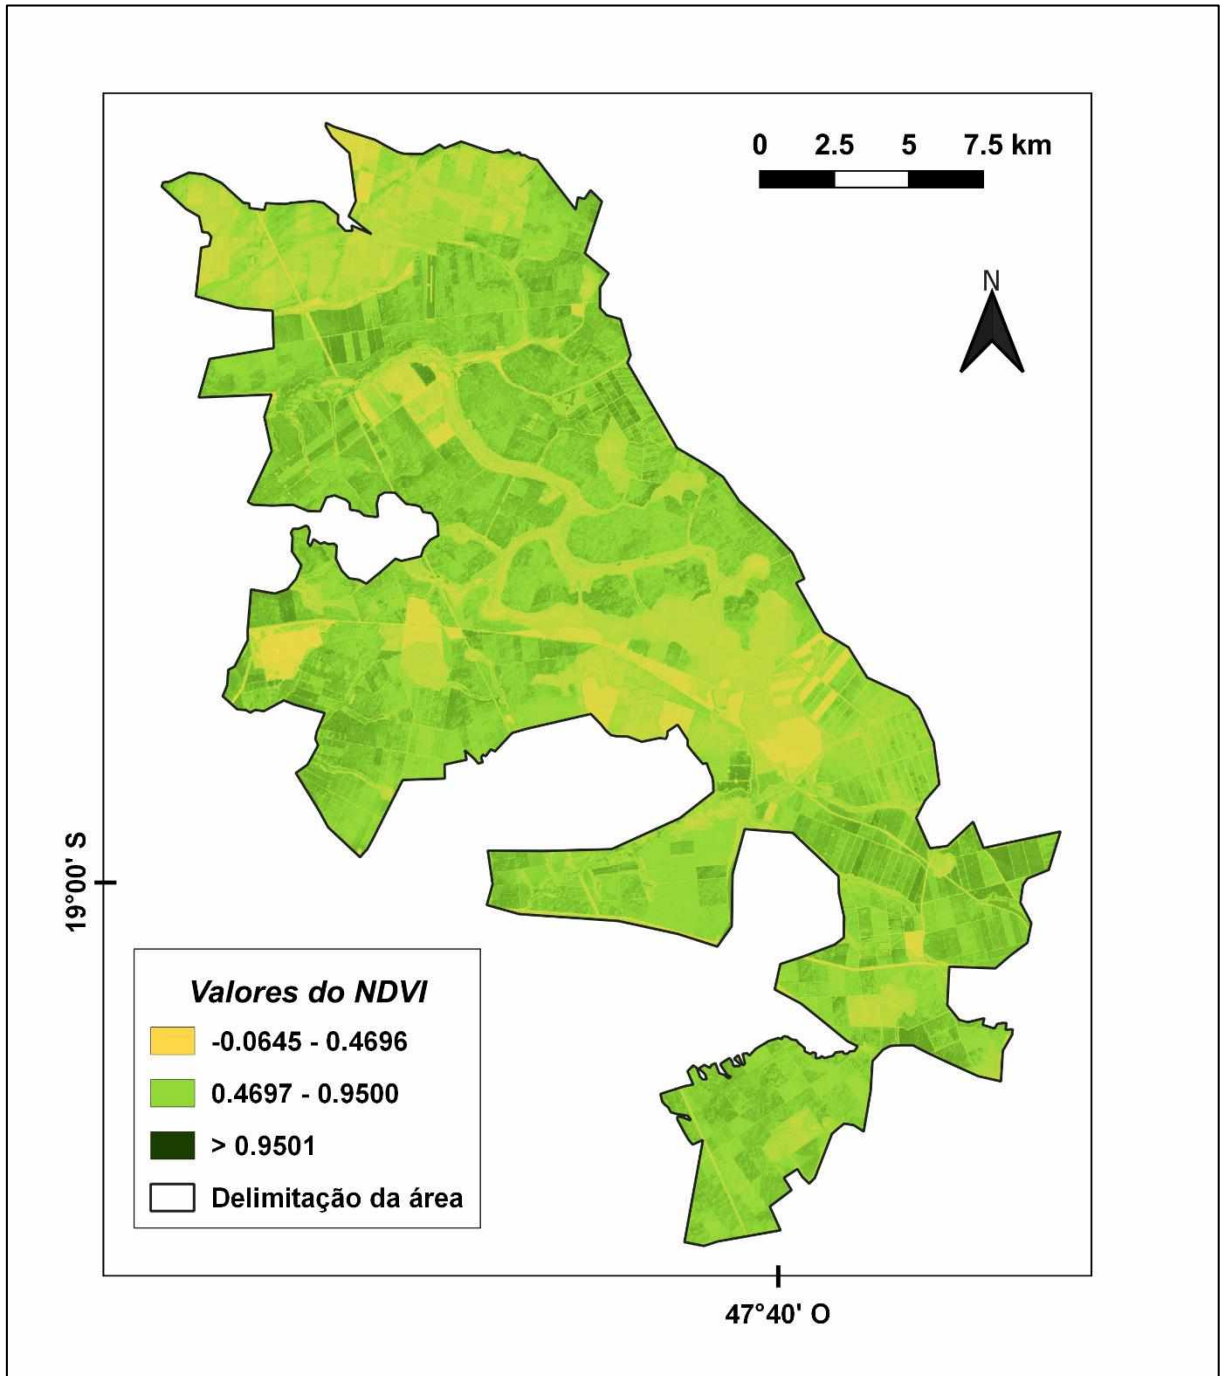 0 2.5 5 7.5 km
N
19°00' S
Valores do NDVI
-0.0645 - 0.4696
0.4697 - 0.9500
> 0.9501
Delimitação da área
47°40' O